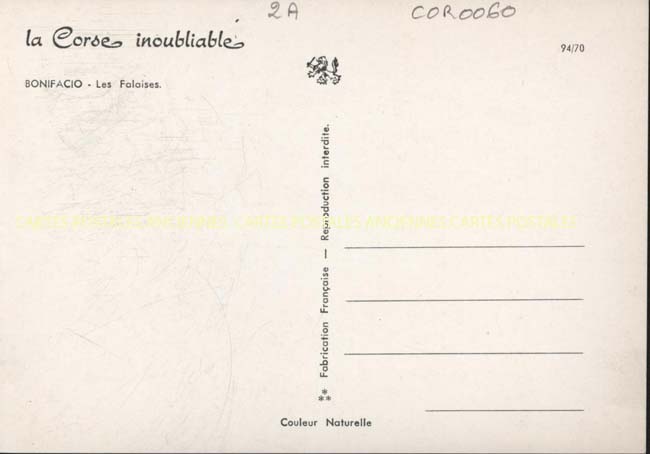 2A COR0060
la Corse inoubliable
94/70
BONIFACIO - Les Falaises.
CARTES POSTALES ANCIENNES CARTES POSTALES ANCIENNES CARTES POSTALES
** Fabrication Française — Reproduction interdite.
Couleur Naturelle